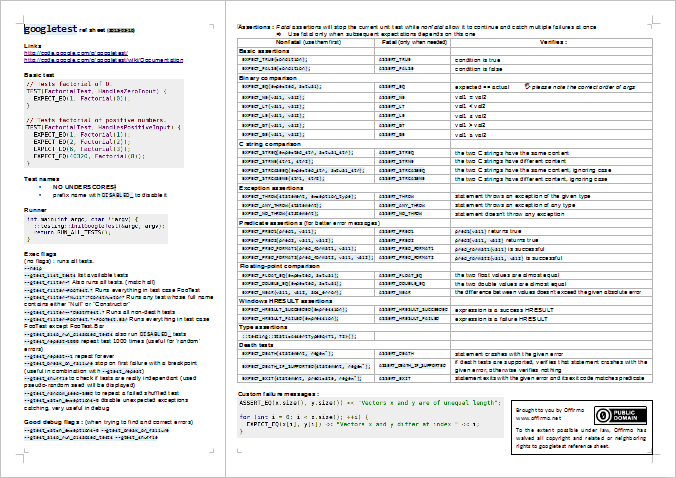 googletest ref sheet
Links
http://code.google.com/p/googletest/
http://code.google.com/p/googletest/wiki/Documentation
Basic test
// Tests factorial of 0.
TEST(FactorialTest, HandlesZeroInput) {
EXPECT_EQ(1, Factorial(0));
}
// Tests factorial of positive numbers.
TEST(FactorialTest, HandlesPositiveInput) {
EXPECT_EQ(1, Factorial(1));
EXPECT_EQ(2, Factorial(2));
EXPECT_EQ(6, Factorial(3));
EXPECT_EQ(40320, Factorial(8));
}
Test names
• NO UNDERSCORES!
• prefix name with DISABLED_ to disable it
Runner
int main(int argc, char **argv) {
::testing::InitGoogleTest(&argc, argv);
return RUN_ALL_TESTS();
}
Exec flags
(no flags) : runs all tests.
--help
--gtest_list_tests list available tests
--gtest_filter=* Also runs all tests. (match all)
--gtest_filter=FooTest.* Runs everything in test case FooTest
--gtest_filter=*Null*:*Constructor* Runs any test whose full name
contains either "Null" or "Constructor"
--gtest_filter=-*DeathTest.* Runs all non-death tests
--gtest_filter=FooTest.*-FooTest.Bar Runs everything in test case
FooTest except FooTest.Bar
--gtest_also_run_disabled_tests also run DISABLED_ tests
--gtest_repeat=1000 repeat test 1000 times (useful for 'random'
errors)
--gtest_repeat=-1 repeat forever
--gtest_break_on_failure stop on first failure with a breakpoint
(useful in combination with --gtest_repeat)
--gtest_shuffle to check if tests are really independent (used
pseudo-random seed will be displayed)
--gtest_random_seed= to repeat a failed shuffled test
--gtest_catch_exceptions=0 disable unexpected exceptions
catching, very useful in debug
Good debug flags : (when trying to find and correct errors)
--gtest_catch_exceptions=0 --gtest_break_on_failure
--gtest_also_run_disabled_tests --gtest_shuffle
Assertions : Fatal assertions will stop the current unit test while nonfatal allow it to continue and catch multiple failures at once
Use fatal only when subsequent expectations depends on this one
Nonfatal (use them first) Fatal (only when needed) Verifies :
Basic assertions
EXPECT_TRUE(condition); ASSERT_TRUE condition is true
EXPECT_FALSE(condition); ASSERT_FALSE condition is false
Binary comparison
EXPECT_EQ(expected, actual); ASSERT_EQ expected == actual please note the correct order of args
EXPECT_NE(val1, val2); ASSERT_NE val1 != val2
EXPECT_LT(val1, val2); ASSERT_LT val1 < val2
EXPECT_LE(val1, val2); ASSERT_LE val1 ≤ val2
EXPECT_GT(val1, val2); ASSERT_GT val1 > val2
EXPECT_GE(val1, val2); ASSERT_GE val1 ≥ val2
C string comparison
EXPECT_STREQ(expected_str, actual_str); ASSERT_STREQ the two C strings have the same content
EXPECT_STRNE(str1, str2); ASSERT_STRNE the two C strings have different content
EXPECT_STRCASEEQ(expected_str, actual_str); ASSERT_STRCASEEQ the two C strings have the same content, ignoring case
EXPECT_STRCASENE(str1, str2); ASSERT_STRCASENE the two C strings have different content, ignoring case
Exception assertions
EXPECT_THROW(statement, exception_type); ASSERT_THROW statement throws an exception of the given type
EXPECT_ANY_THROW(statement); ASSERT_ANY_THROW statement throws an exception of any type
EXPECT_NO_THROW(statement); ASSERT_NO_THROW statement doesn't throw any exception
Predicate assertions (for better error messages)
EXPECT_PRED1(pred1, val1); ASSERT_PRED1 pred1(val1) returns true
EXPECT_PRED2(pred2, val1, val2); ASSERT_PRED2 pred2(val1, val2) returns true
EXPECT_PRED_FORMAT1(pred_format1, val1); ASSERT_PRED_FORMAT1 pred_format1(val1) is successful
EXPECT_PRED_FORMAT2(pred_format2, val1, val2); ASSERT_PRED_FORMAT2 pred_format2(val1, val2) is successful
Floating-point comparison
EXPECT_FLOAT_EQ(expected, actual); ASSERT_FLOAT_EQ the two float values are almost equal
EXPECT_DOUBLE_EQ(expected, actual); ASSERT_DOUBLE_EQ the two double values are almost equal
EXPECT_NEAR(val1, val2, abs_error); ASSERT_NEAR the difference between values doesn't exceed the given absolute error
Windows HRESULT assertions
EXPECT_HRESULT_SUCCEEDED(expression); ASSERT_HRESULT_SUCCEEDED expression is a success HRESULT
EXPECT_HRESULT_FAILED(expression); ASSERT_HRESULT_FAILED expression is a failure HRESULT
Type assertions
::testing::StaticAssertTypeEq<T1, T2>();
Death tests
EXPECT_DEATH(statement, regex`); ASSERT_DEATH statement crashes with the given error
EXPECT_DEATH_IF_SUPPORTED(statement, regex`); ASSERT_DEATH_IF_SUPPORTED if death tests are supported, verifies that statement crashes with the
given error, otherwise verifies nothing
EXPECT_EXIT(statement, predicate, regex`); ASSERT_EXIT statement exits with the given error and its exit code matches predicate
Custom failure messages :
ASSERT_EQ(x.size(), y.size()) << "Vectors x and y are of unequal length";
for (int i = 0; i < x.size(); ++i) {
EXPECT_EQ(x[i], y[i]) << "Vectors x and y differ at index " << i;
}
Brought to you by Offirmo
www.offirmo.net
PUBLIC DOMAIN
To the extent possible under law, Offirmo has
waived all copyright and related or neighboring
rights to googletest reference sheet.